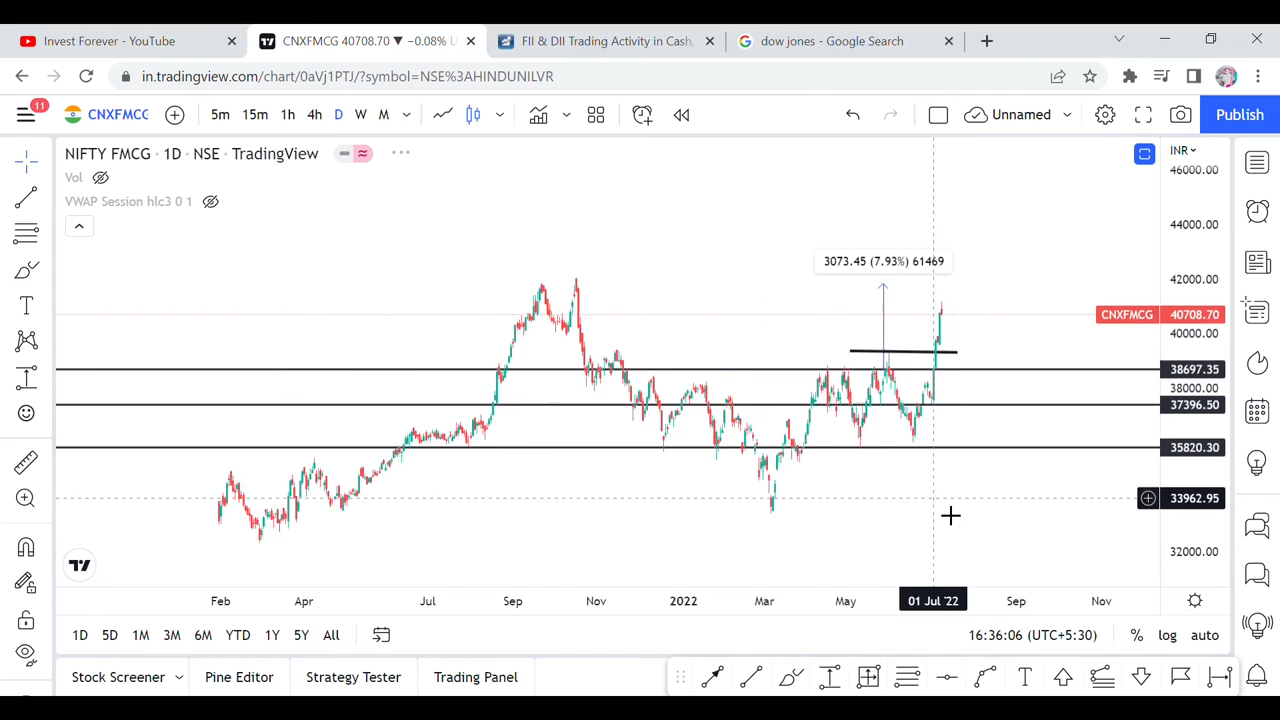 Invest Forever - YouTube
CNXFMCG 40708.70 ▼ −0.08% U
FII & DII Trading Activity in Cash,
dow jones - Google Search
in.tradingview.com/chart/0aVj1PTJ/?symbol=NSE%3AHINDUNILVR
11
CNXFMCG
5m 15m 1h 4h D W M
Unnamed
Publish
NIFTY FMCG · 1D · NSE · TradingView
INR
Vol
VWAP Session hlc3 0 1
46000.00
44000.00
3073.45 (7.93%) 61469
42000.00
CNXFMCG 40708.70
40000.00
38697.35
38000.00
37396.50
35820.30
33962.95
32000.00
Feb Apr Jul Sep Nov 2022 Mar May 01 Jul '22 Sep Nov
1D 5D 1M 3M 6M YTD 1Y 5Y All
16:36:06 (UTC+5:30) % log auto
Stock Screener Pine Editor Strategy Tester Trading Panel